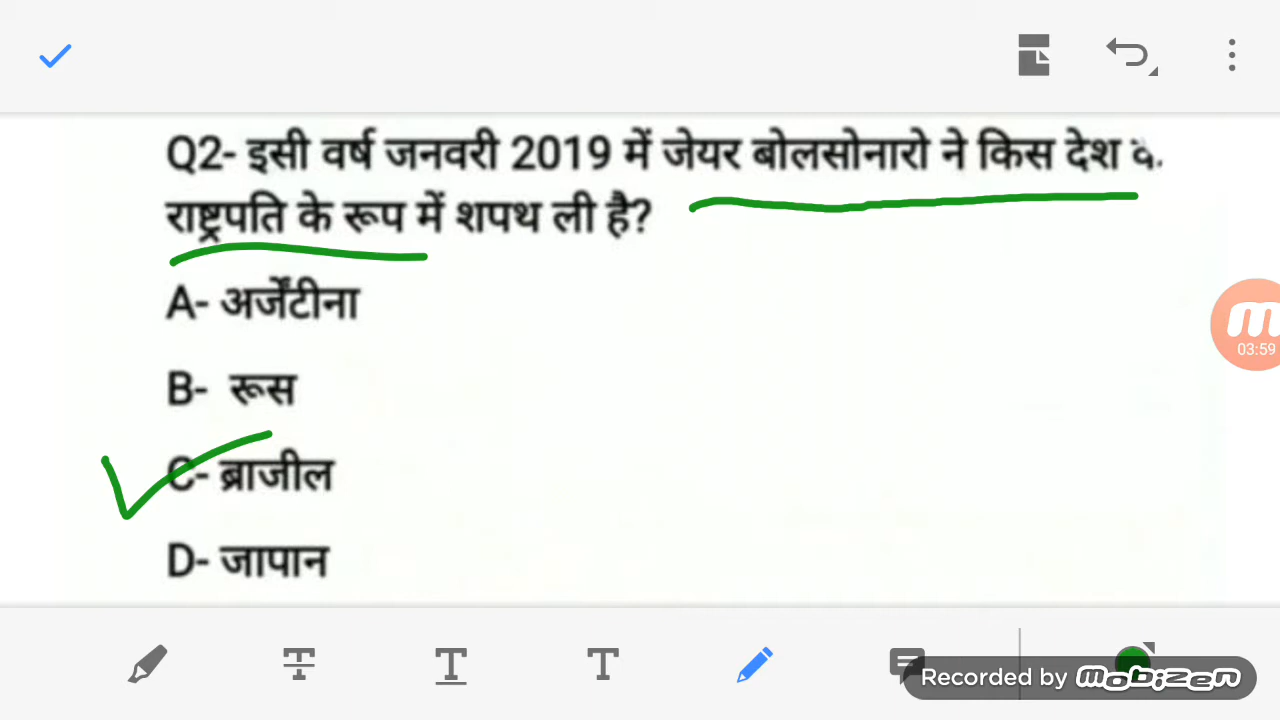 Q2- इसी वर्ष जनवरी 2019 में जेयर बोलसोनारो ने किस देश
राष्ट्रपति के रूप में शपथ ली है?
A- अर्जेंटीना
B- रूस
C- ब्राजील
D- जापान
03:59
T T T
Recorded by mobizen